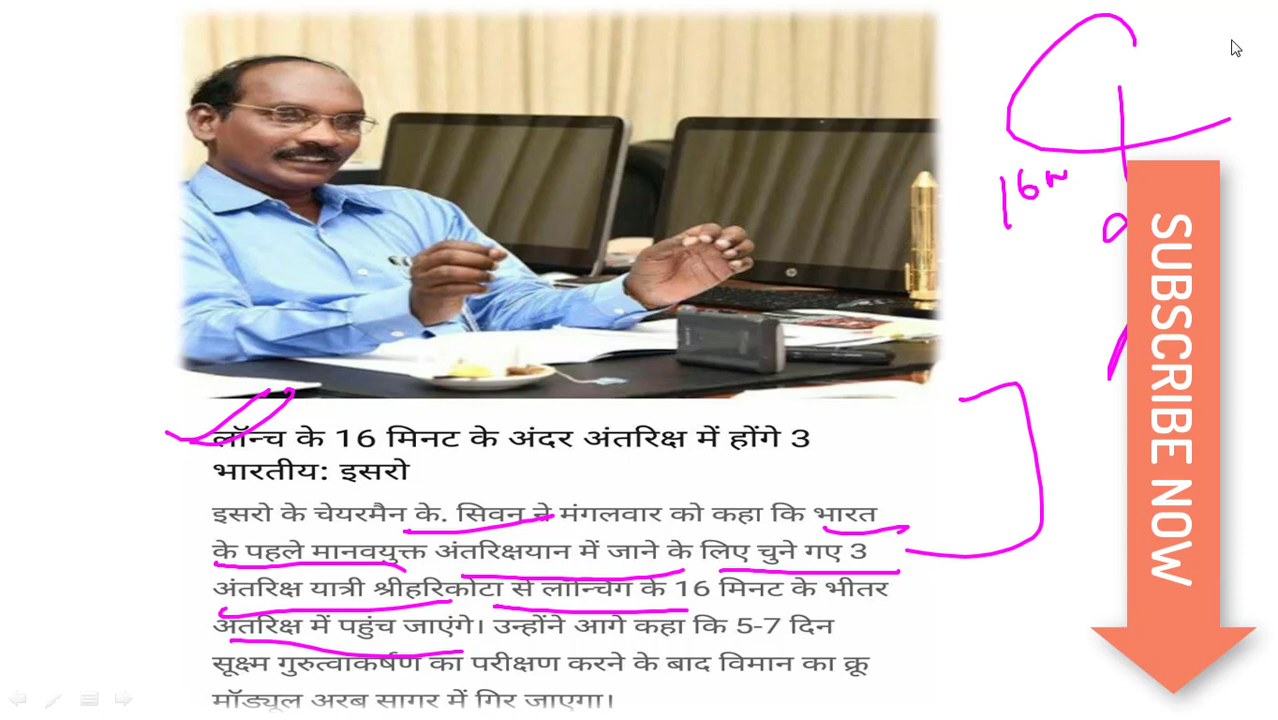 लॉन्च के 16 मिनट के अंदर अंतरिक्ष में होंगे 3
भारतीय: इसरो
इसरो के चेयरमैन के. सिवन ने मंगलवार को कहा कि भारत
के पहले मानवयुक्त अंतरिक्षयान में जाने के लिए चुने गए 3
अंतरिक्ष यात्री श्रीहरिकोटा से लॉन्चिंग के 16 मिनट के भीतर
अंतरिक्ष में पहुंच जाएंगे। उन्होंने आगे कहा कि 5-7 दिन
सूक्ष्म गुरुत्वाकर्षण का परीक्षण करने के बाद विमान का क्रू
मॉड्यूल अरब सागर में गिर जाएगा।
16
SUBSCRIBE NOW